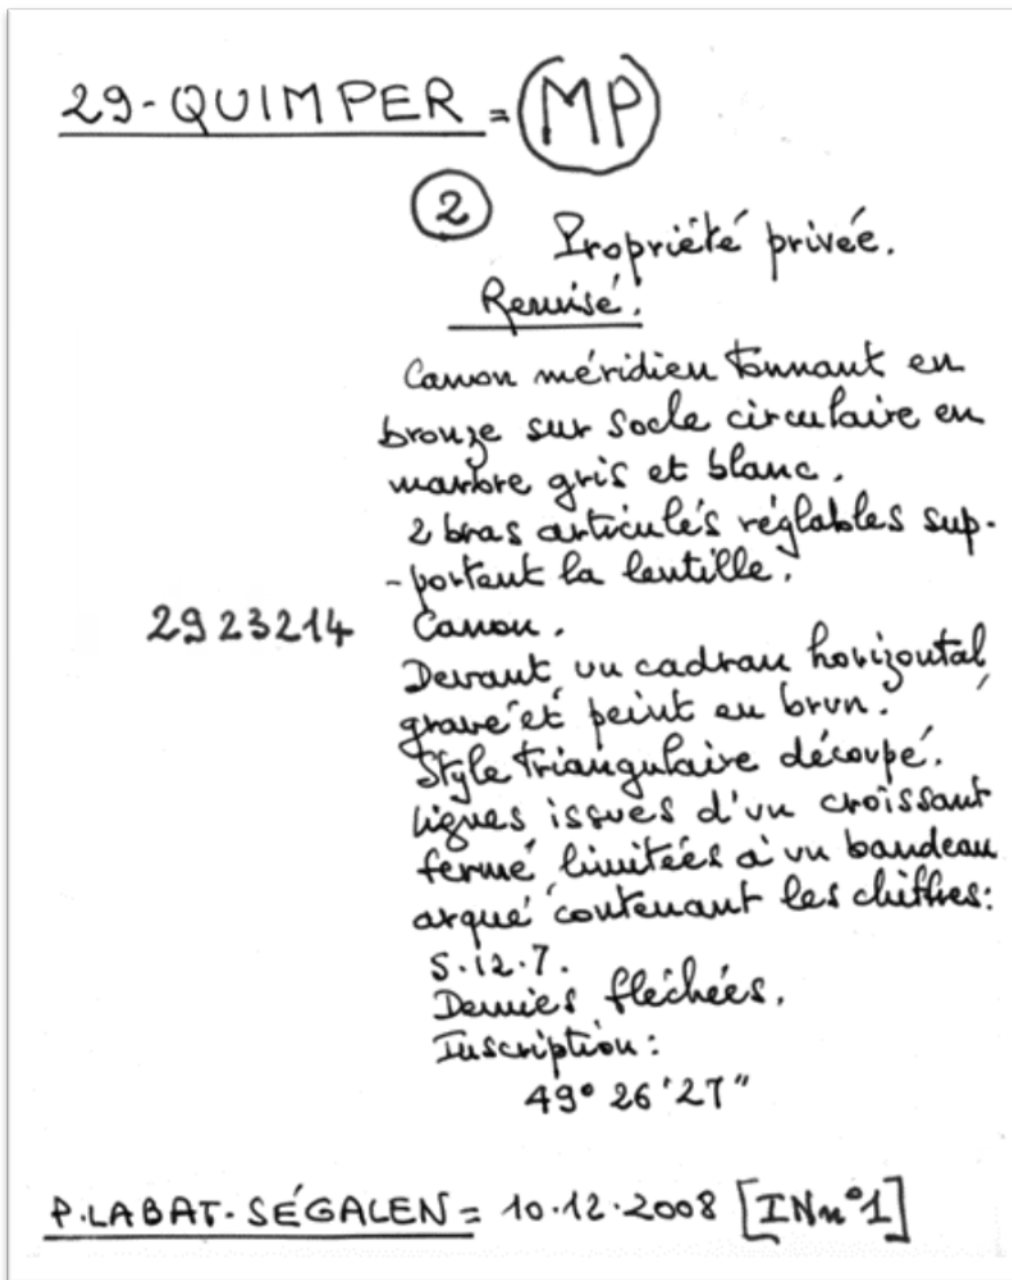 29-QUIMPER = (MP)
2
Propriété privée.
Remisé.
Canon méridien tonnant en
bronze sur socle circulaire en
marbre gris et blanc.
2 bras articulés réglables sup-
-portent la lentille.
2923214 Canon.
Devant, un cadran horizontal,
gravé et peint en brun.
Style triangulaire découpé.
Lignes issues d'un croissant
fermé, limitées à un bandeau
arqué contenant les chiffres:
5.12.7.
Demies fléchées.
Inscription:
49° 26'27"
P.LABAT-SÉGALEN = 10.12.2008 [INn°1]